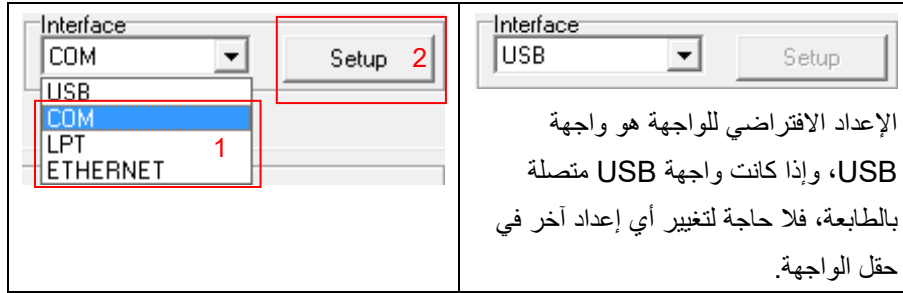 Interface
COM
Setup 2
USB
COM
LPT
ETHERNET
1
Interface
USB
Setup
الإعداد الافتراضي للواجهة هو واجهة
USB، وإذا كانت واجهة USB متصلة
بالطابعة، فلا حاجة لتغيير أي إعداد آخر في
حقل الواجهة.